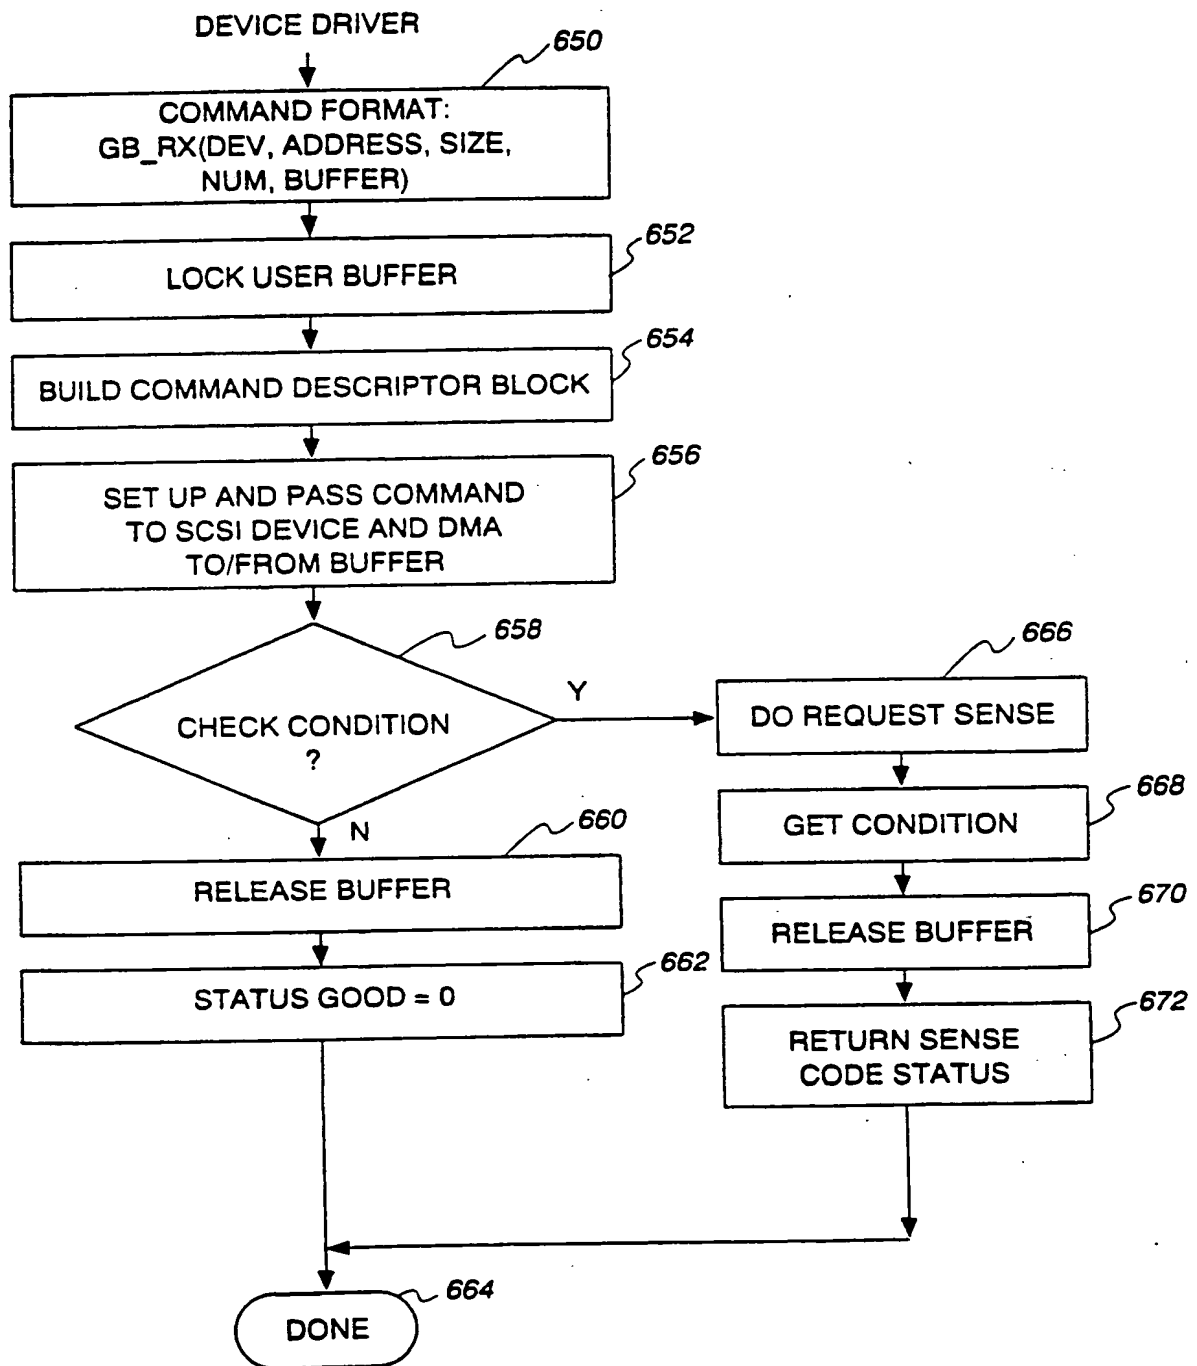 DEVICE DRIVER
650
COMMAND FORMAT:
GB_RX(DEV, ADDRESS, SIZE,
NUM, BUFFER)
652
LOCK USER BUFFER
654
BUILD COMMAND DESCRIPTOR BLOCK
656
SET UP AND PASS COMMAND
TO SCSI DEVICE AND DMA
TO/FROM BUFFER
658
CHECK CONDITION
?
Y
N
660
RELEASE BUFFER
662
STATUS GOOD = 0
666
DO REQUEST SENSE
668
GET CONDITION
670
RELEASE BUFFER
672
RETURN SENSE
CODE STATUS
664
DONE